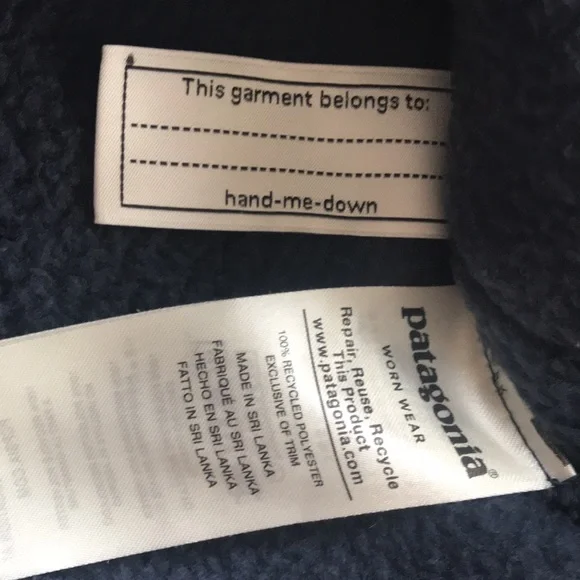 This garment belongs to:
hand-me-down
patagonia®
WORN WEAR
Repair, Reuse, Recycle
This Product
www.patagonia.com
100% RECYCLED POLYESTER
EXCLUSIVE OF TRIM
MADE IN SRI LANKA
FABRIQUÉ AU SRI LANKA
HECHO EN SRI LANKA
FATTO IN SRI LANKA